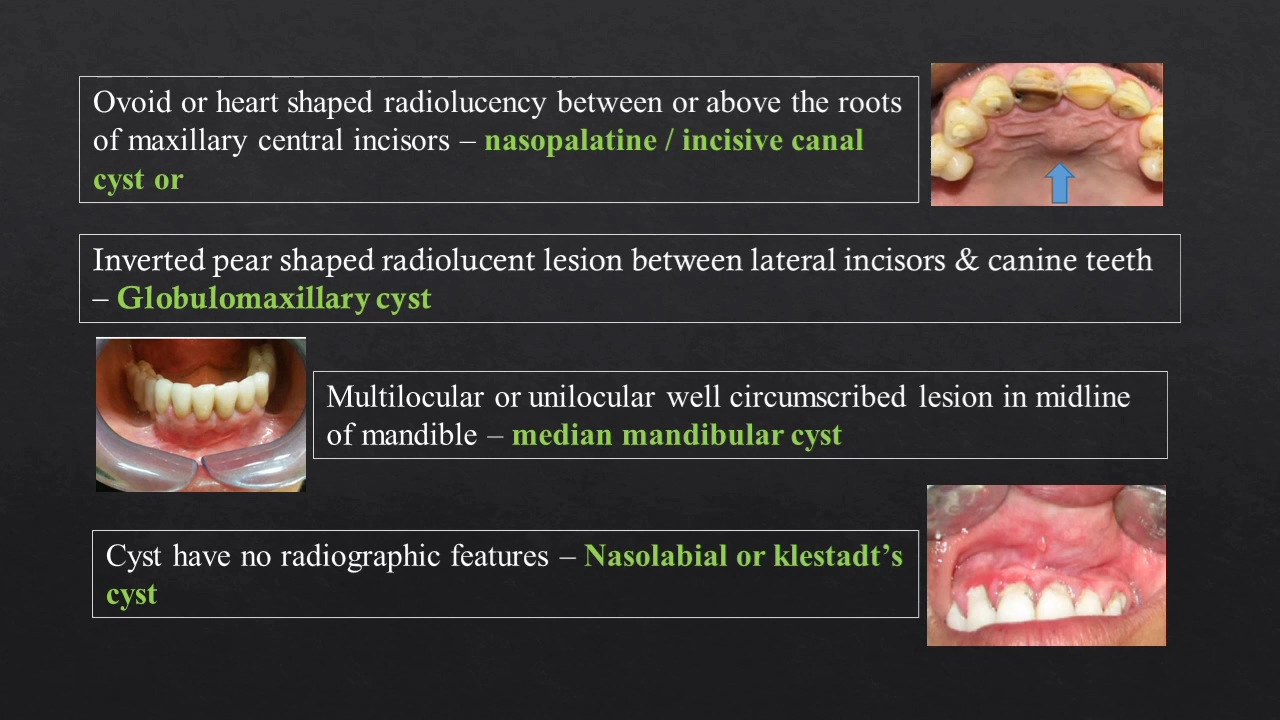 Ovoid or heart shaped radiolucency between or above the roots
of maxillary central incisors – nasopalatine / incisive canal
cyst or
Inverted pear shaped radiolucent lesion between lateral incisors & canine teeth
– Globulomaxillary cyst
Multilocular or unilocular well circumscribed lesion in midline
of mandible – median mandibular cyst
Cyst have no radiographic features – Nasolabial or klestadt’s
cyst